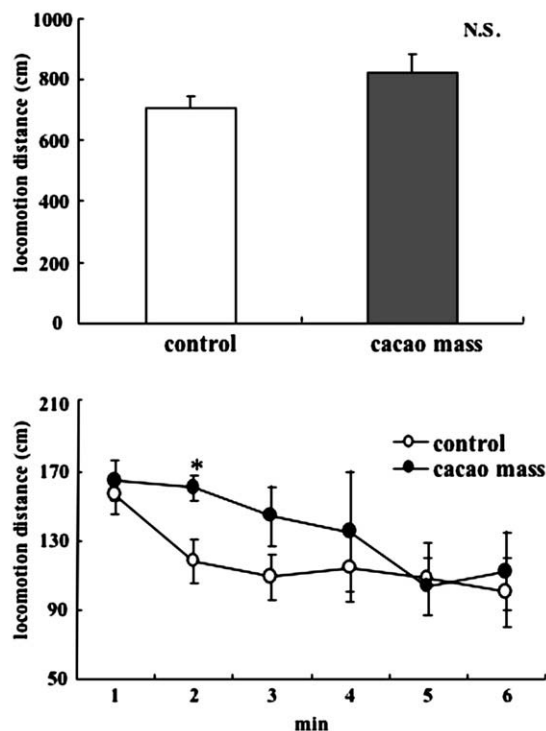 1000
N.S.
800
600
400
200
0
locomotion distance (cm)
control cacao mass
210
170
130
90
50
locomotion distance (cm)
control
cacao mass
*
1 2 3 4 5 6
min